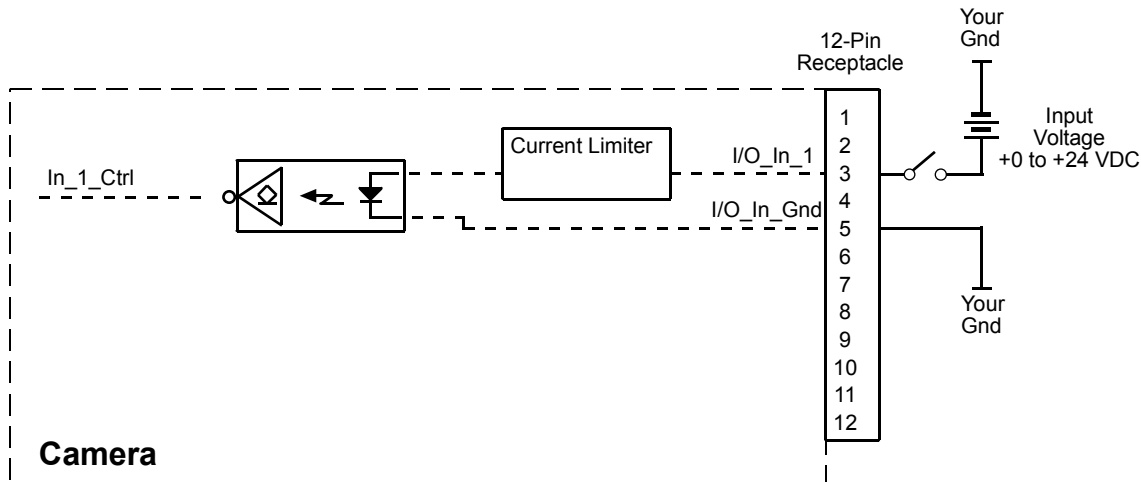 Your
Gnd
12-Pin
Receptacle
1
2
3
4
5
6
7
8
9
10
11
12
Input
Voltage
+0 to +24 VDC
Current Limiter
I/O_In_1
In_1_Ctrl
I/O_In_Gnd
Your
Gnd
Camera